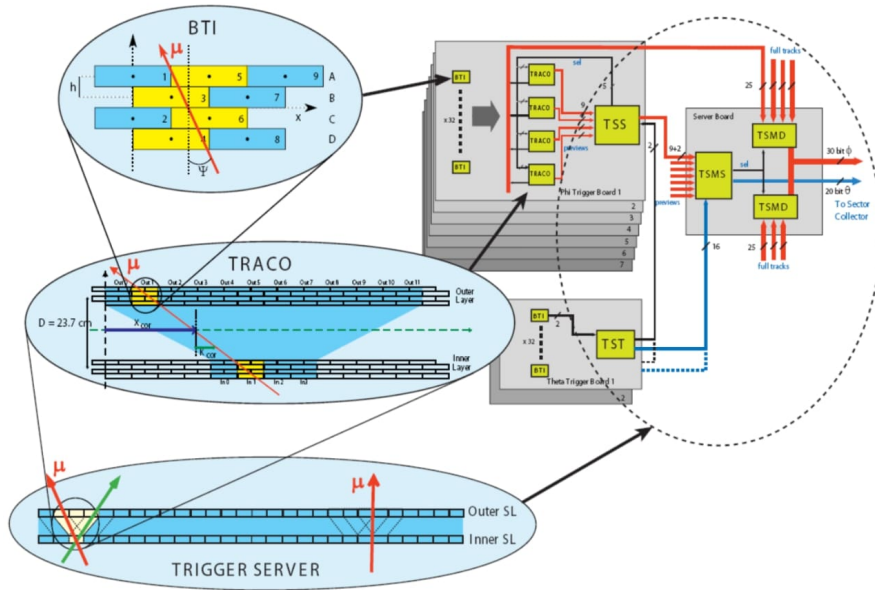 BTI
μ
h
1
5
9
A
3
7
B
x
2
6
C
4
8
D
Ψ
TRACO
μ
Out 1
Out 2
Out 3
Out 4
Out 5
Out 6
Out 7
Out 8
Out 9
Out 10
Out 11
Outer
Layer
D = 23.7 cm
X cor
K cor
Inner
Layer
In 0
In 1
In 2
In3
μ
μ
Outer SL
Inner SL
TRIGGER SERVER
BTI
x 32
BTI
TRACO
TRACO
TRACO
TRACO
sel
5
9
previews
TSS
2
Phi Trigger Board 1
2
3
4
5
6
7
full tracks
25
Server Board
TSMD
9+2
TSMS
sel
previews
TSMD
30 bit ϕ
20 bit θ
To Sector
Collector
16
25
full tracks
BTI
2
x 32
TST
BTI
Theta Trigger Board 1
2